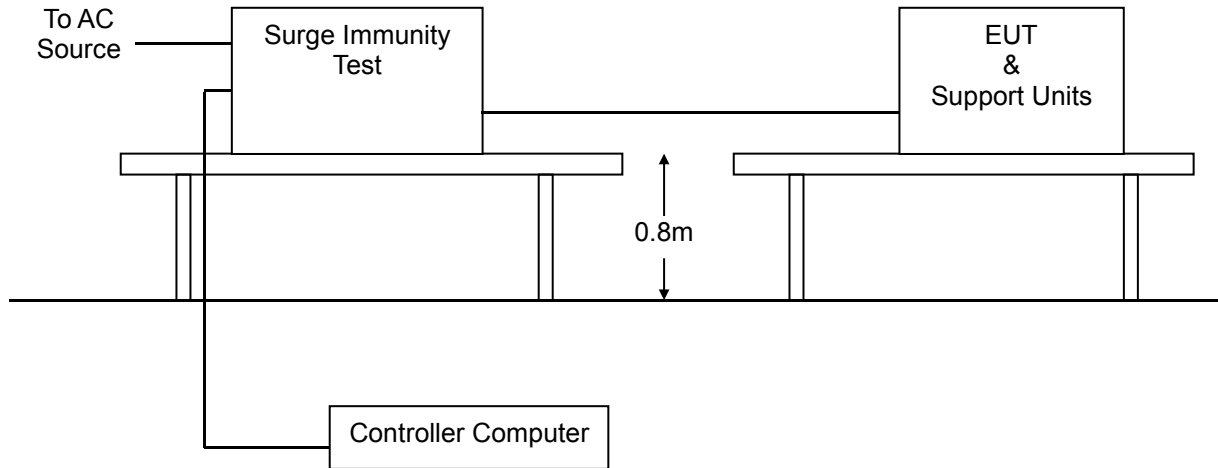 To AC
Source
Surge Immunity
Test
EUT
&
Support Units
0.8m
Controller Computer